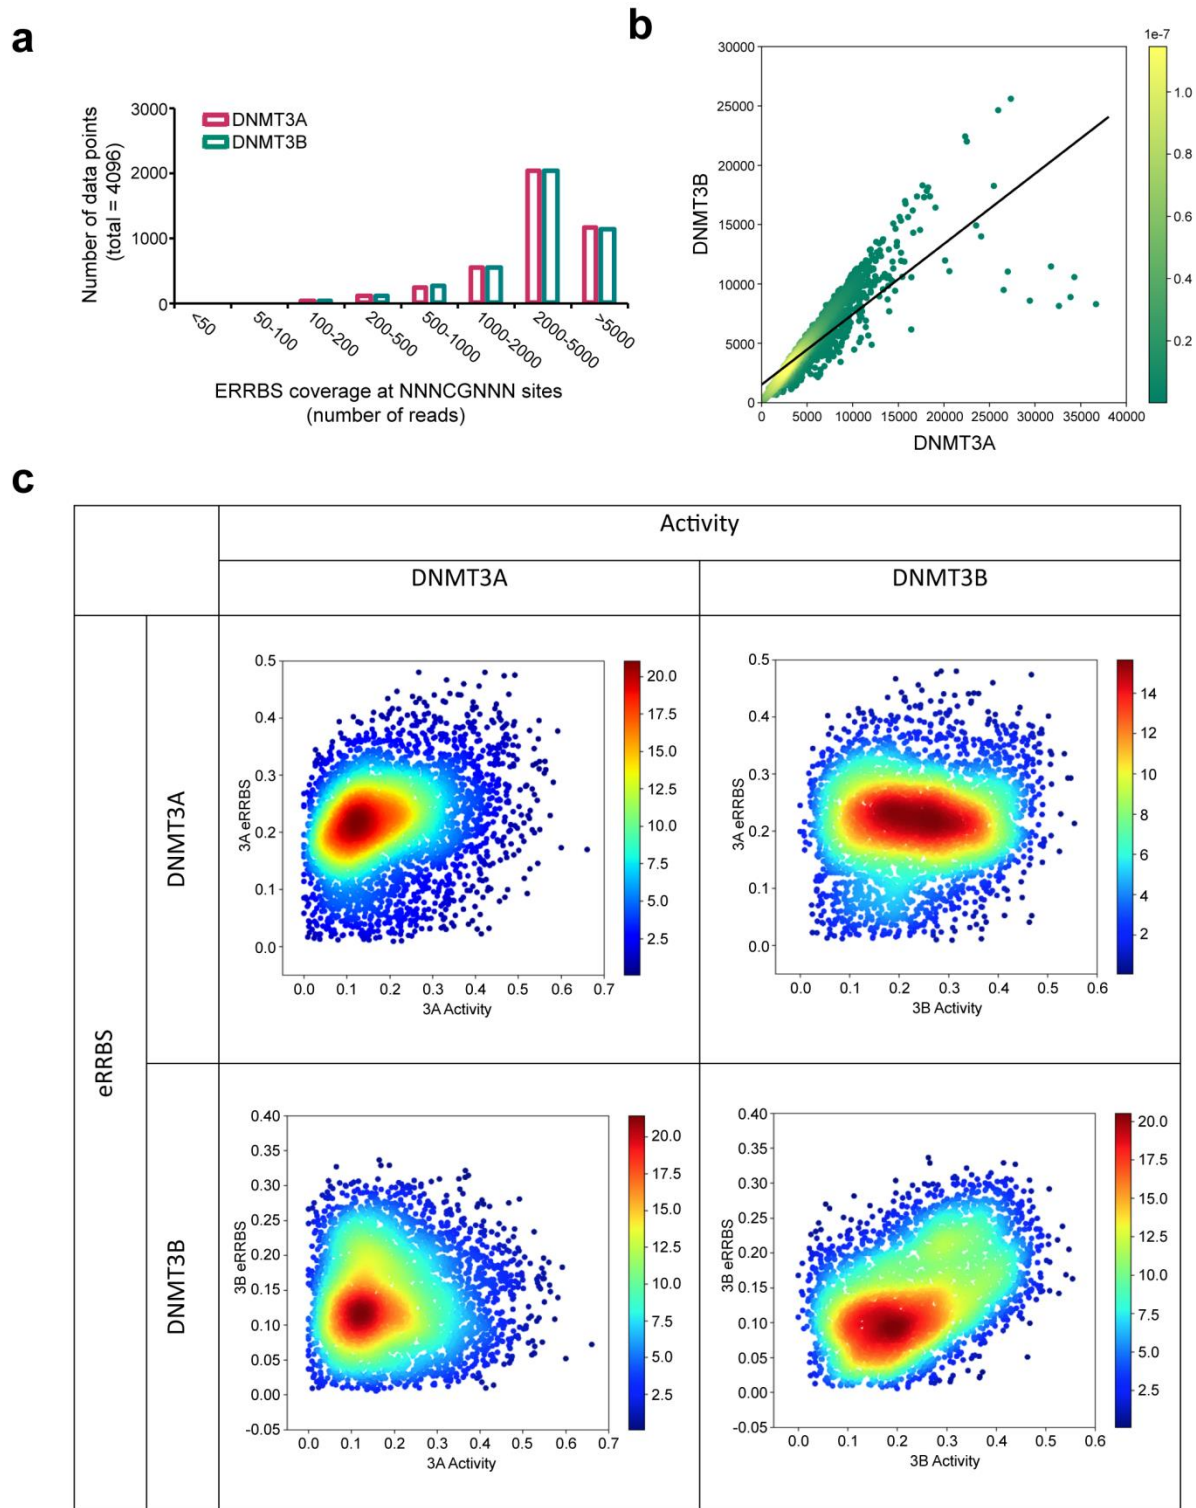 a
3000
2000
1000
0
Number of data points
(total = 4096)
DNMT3A
DNMT3B
<50
50-100
100-200
200-500
500-1000
1000-2000
2000-5000
>5000
ERRBS coverage at NNNCGNNN sites
(number of reads)
b
1e-7
30000
25000
20000
15000
10000
5000
0
DNMT3B
0 5000 10000 15000 20000 25000 30000 35000 40000
DNMT3A
1.0
0.8
0.6
0.4
0.2
c
Activity
DNMT3A
DNMT3B
eRRBS
DNMT3A
0.5
0.4
0.3
0.2
0.1
0.0
3A eRRBS
0.0 0.1 0.2 0.3 0.4 0.5 0.6 0.7
3A Activity
20.0
17.5
15.0
12.5
10.0
7.5
5.0
2.5
0.5
0.4
0.3
0.2
0.1
0.0
3A eRRBS
0.0 0.1 0.2 0.3 0.4 0.5 0.6
3B Activity
14
12
10
8
6
4
2
DNMT3B
0.40
0.35
0.30
0.25
0.20
0.15
0.10
0.05
0.00
-0.05
3B eRRBS
0.0 0.1 0.2 0.3 0.4 0.5 0.6 0.7
3A Activity
20.0
17.5
15.0
12.5
10.0
7.5
5.0
2.5
0.40
0.35
0.30
0.25
0.20
0.15
0.10
0.05
0.00
-0.05
3B eRRBS
0.0 0.1 0.2 0.3 0.4 0.5 0.6
3B Activity
20.0
17.5
15.0
12.5
10.0
7.5
5.0
2.5